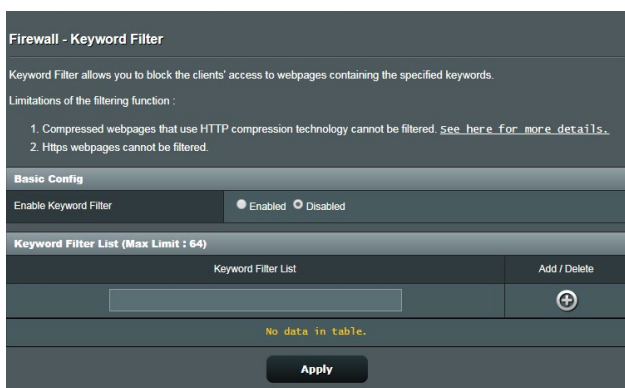 Firewall - Keyword Filter
Keyword Filter allows you to block the clients' access to webpages containing the specified keywords.
Limitations of the filtering function :
1. Compressed webpages that use HTTP compression technology cannot be filtered. See here for more details.
2. Https webpages cannot be filtered.
Basic Config
Enable Keyword Filter Enabled Disabled
Keyword Filter List (Max Limit : 64)
Keyword Filter List Add / Delete
No data in table.
Apply